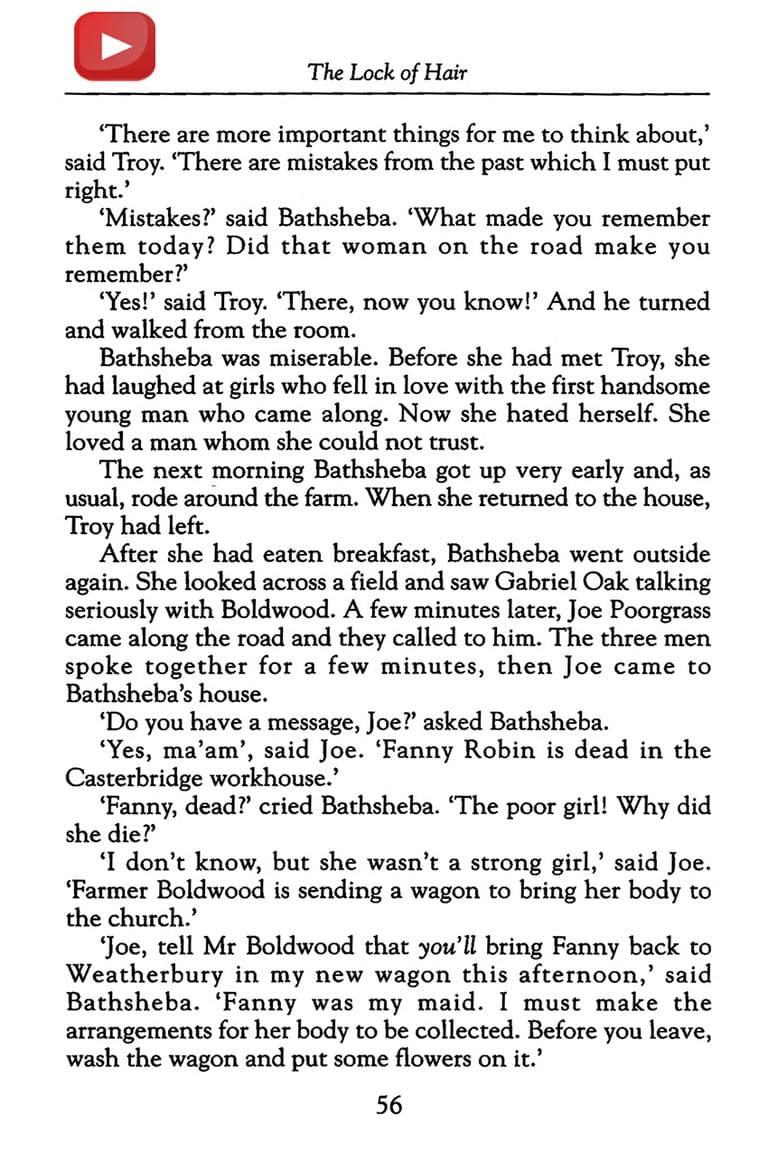 The Lock of Hair
‘There are more important things for me to think about,’
said Troy. ‘There are mistakes from the past which I must put
right.’
‘Mistakes?’ said Bathsheba. ‘What made you remember
them today? Did that woman on the road make you
remember?’
‘Yes!’ said Troy. ‘There, now you know!’ And he turned
and walked from the room.
Bathsheba was miserable. Before she had met Troy, she
had laughed at girls who fell in love with the first handsome
young man who came along. Now she hated herself. She
loved a man whom she could not trust.
The next morning Bathsheba got up very early and, as
usual, rode around the farm. When she returned to the house,
Troy had left.
After she had eaten breakfast, Bathsheba went outside
again. She looked across a field and saw Gabriel Oak talking
seriously with Boldwood. A few minutes later, Joe Poorgrass
came along the road and they called to him. The three men
spoke together for a few minutes, then Joe came to
Bathsheba’s house.
‘Do you have a message, Joe?’ asked Bathsheba.
‘Yes, ma’am’, said Joe. ‘Fanny Robin is dead in the
Casterbridge workhouse.’
‘Fanny, dead?’ cried Bathsheba. ‘The poor girl! Why did
she die?’
‘I don’t know, but she wasn’t a strong girl,’ said Joe.
‘Farmer Boldwood is sending a wagon to bring her body to
the church.’
‘Joe, tell Mr Boldwood that you’ll bring Fanny back to
Weatherbury in my new wagon this afternoon,’ said
Bathsheba. ‘Fanny was my maid. I must make the
arrangements for her body to be collected. Before you leave,
wash the wagon and put some flowers on it.’
56